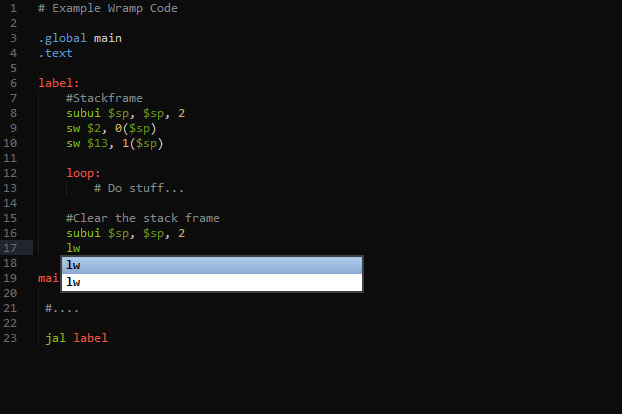 1 # Example Wramp Code
2
3 .global main
4 .text
5
6 label:
7 #Stackframe
8 subui $sp, $sp, 2
9 sw $2, 0($sp)
10 sw $13, 1($sp)
11
12 loop:
13 # Do stuff...
14
15 #Clear the stack frame
16 subui $sp, $sp, 2
17 lw
18 lw
lw
19 mai
20
21 #....
22
23 jal label